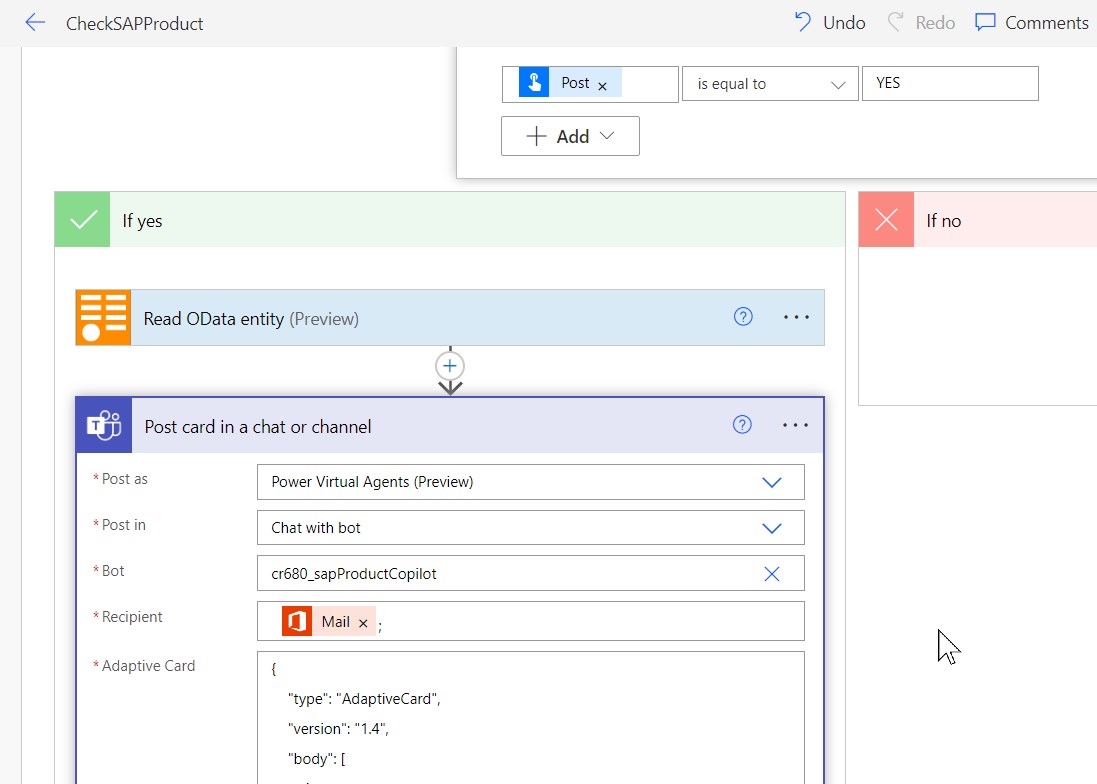 CheckSAPProduct Undo Redo Comments
Post × is equal to YES
+ Add
If yes If no
Read OData entity (Preview) ? ...
+
T Post card in a chat or channel ? ...
* Post as Power Virtual Agents (Preview)
* Post in Chat with bot
* Bot cr680_sapProductCopilot
* Recipient Mail × ;
* Adaptive Card {
"type": "AdaptiveCard",
"version": "1.4",
"body": [